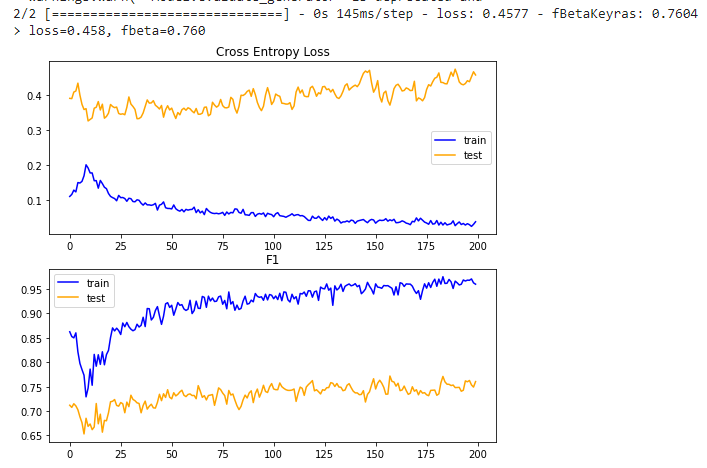 2/2 [==============================] - 0s 145ms/step - loss: 0.4577 - fBetaKeyras: 0.7604
> loss=0.458, fbeta=0.760
Cross Entropy Loss
0.4
0.3
0.2
0.1
train
test
0 25 50 75 100 125 150 175 200
F1
train
test
0.95
0.90
0.85
0.80
0.75
0.70
0.65
0 25 50 75 100 125 150 175 200